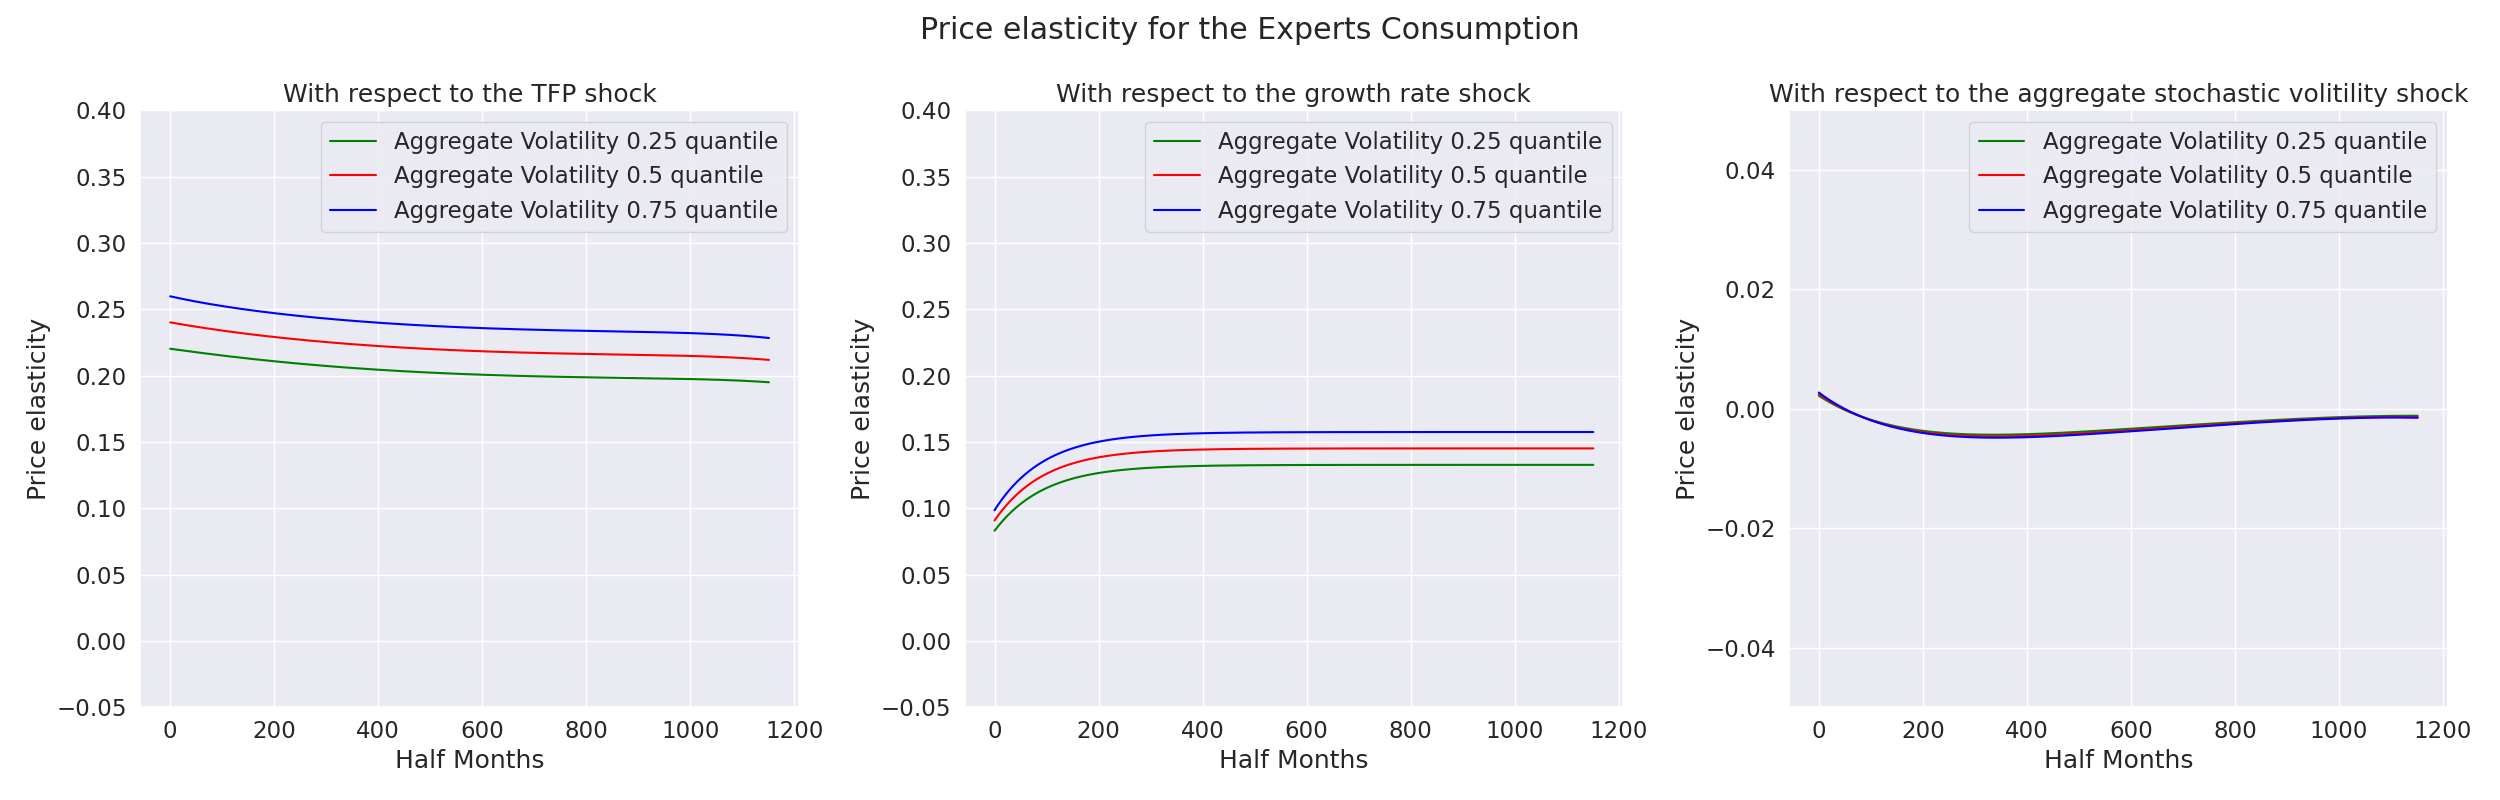 Price elasticity for the Experts Consumption
With respect to the TFP shock
Price elasticity
0.40
0.35
0.30
0.25
0.20
0.15
0.10
0.05
0.00
−0.05
Aggregate Volatility 0.25 quantile
Aggregate Volatility 0.5 quantile
Aggregate Volatility 0.75 quantile
0 200 400 600 800 1000 1200
Half Months
With respect to the growth rate shock
Price elasticity
0.40
0.35
0.30
0.25
0.20
0.15
0.10
0.05
0.00
−0.05
Aggregate Volatility 0.25 quantile
Aggregate Volatility 0.5 quantile
Aggregate Volatility 0.75 quantile
0 200 400 600 800 1000 1200
Half Months
With respect to the aggregate stochastic volitility shock
Price elasticity
0.04
0.02
0.00
−0.02
−0.04
Aggregate Volatility 0.25 quantile
Aggregate Volatility 0.5 quantile
Aggregate Volatility 0.75 quantile
0 200 400 600 800 1000 1200
Half Months